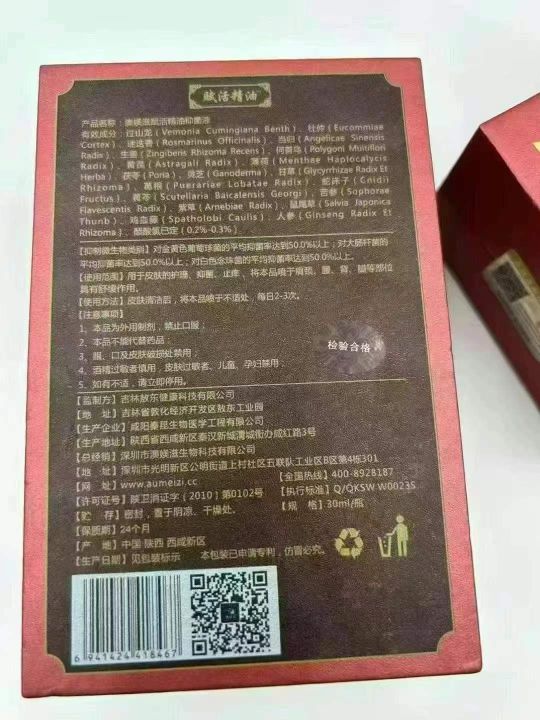 赋活精油
产品名称：澳媄滋赋活精油抑菌液
有效成分：过山龙（Vemonia Cumingiana Benth）、杜仲（Eucommiae
Cortex）、迷迭香（Rosmarinus Officinalis）、当归（Angelicae Sinensis
Radix）、生姜（Zingiberis Rhizoma Recens）、何首乌（Polygoni Multiflori
Radix）、黄芪（Astragali Radix）、薄荷（Menthae Haplocalycis
Herba）、茯苓（Poria）、灵芝（Ganoderma）、甘草（Glycyrrhizae Radix Et
Rhizoma）、葛根（Puerariae Lobatae Radix）、蛇床子（Cnidii
Fructus）、黄芩（Scutellaria Baicalensis Georgi）、苦参（Sophorae
Flavescentis Radix）、紫草（Arnebiae Radix）、鼠尾草（Salvia Japonica
Thunb）、鸡血藤（Spatholobi Caulis）、人参（Ginseng Radix Et
Rhizoma）、醋酸氯己定（0.2%-0.3%）
【抑制微生物类别】对金黄色葡萄球菌的平均抑菌率达到50.0%以上；对大肠杆菌的
平均抑菌率达到50.0%以上；对白色念珠菌的平均抑菌率达到50.0%以上。
【使用范围】用于皮肤的护理、抑菌、止痒，将本品喷于肩颈、腰、背、腿等部位
具有舒缓作用。
【使用方法】皮肤清洁后，将本品喷于不适处，每日2-3次。
【注意事项】
1、本品为外用制剂，禁止口服；
2、本品不能代替药品；
3、眼、口及皮肤破损处禁用；
4、酒精过敏者慎用，皮肤过敏者、儿童、孕妇禁用；
5、如有不适，请立即停用。
检验合格
【监制方】吉林敖东健康科技有限公司
【地 址】吉林省敦化经济开发区敖东工业园
【生产企业】咸阳秦昆生物医学工程有限公司
【生产地址】陕西省西咸新区秦汉新城渭城街办成红路3号
【总经销】深圳市澳媄滋生物科技有限公司
【地 址】深圳市光明新区公明街道上村社区五联队工业区B区第4栋301
【网 址】www.aumeizi.cc 【全国热线】400-8928187
【许可证号】陕卫消证字［2010］第0102号 【执行标准】Q/QKSW W0023S
【贮 存】密封，置于阴凉、干燥处。 【规 格】30ml/瓶
【保质期】24个月
【产 地】中国·陕西 西咸新区
【生产日期】见包装标示 本包装已申请专利，仿冒必究。
6 941424 418467